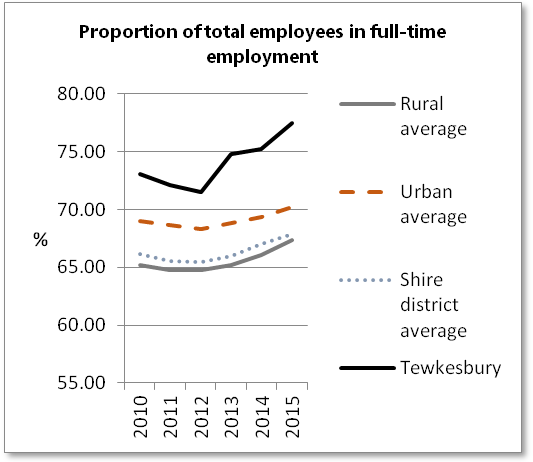 Proportion of total employees in full-time
employment
80.00
75.00
70.00
65.00
60.00
55.00
%
2010
2011
2012
2013
2014
2015
Rural
average
Urban
average
Shire
district
average
Tewkesbury